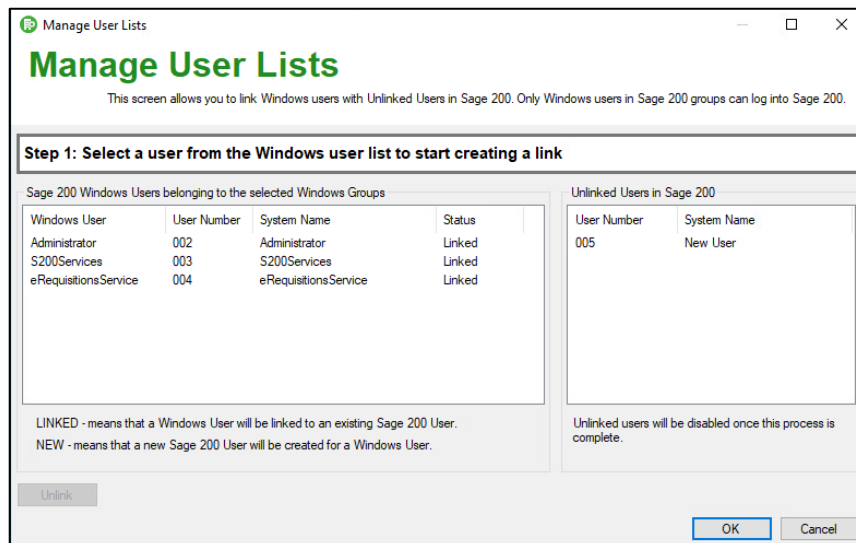 Manage User Lists
Manage User Lists
This screen allows you to link Windows users with Unlinked Users in Sage 200. Only Windows users in Sage 200 groups can log into Sage 200.
Step 1: Select a user from the Windows user list to start creating a link
Sage 200 Windows Users belonging to the selected Windows Groups
Windows User User Number System Name Status
Administrator 002 Administrator Linked
S200Services 003 S200Services Linked
eRequisitionsService 004 eRequisitionsService Linked
LINKED - means that a Windows User will be linked to an existing Sage 200 User.
NEW - means that a new Sage 200 User will be created for a Windows User.
Unlinked Users in Sage 200
User Number System Name
005 New User
Unlinked users will be disabled once this process is
complete.
Unlink
OK Cancel